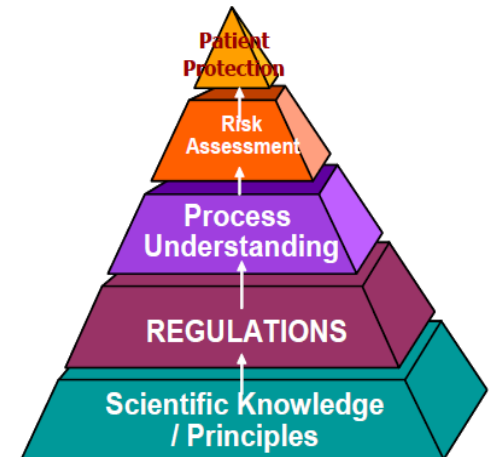 Patient
Protection
Risk
Assessment
Process
Understanding
REGULATIONS
Scientific Knowledge
/ Principles